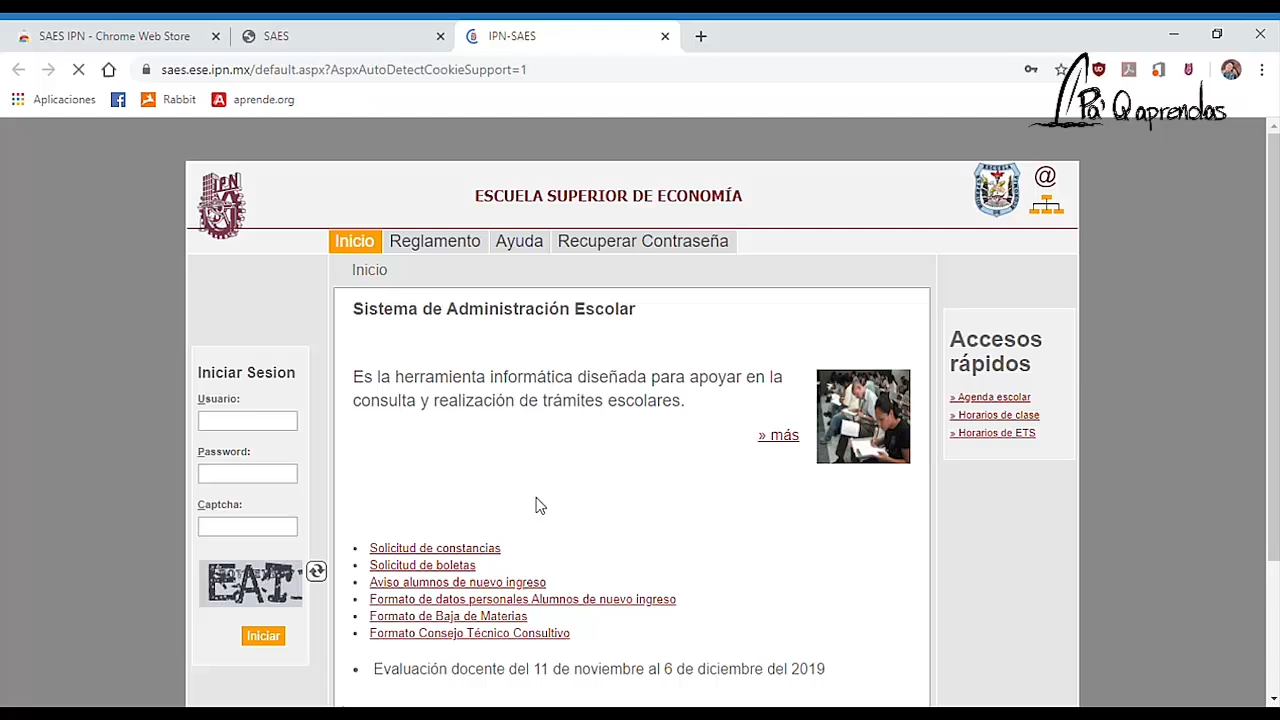 SAES IPN - Chrome Web Store
SAES
IPN-SAES
saes.ese.ipn.mx/default.aspx?AspxAutoDetectCookieSupport=1
Aplicaciones
Rabbit
aprende.org
Pa' Q aprendas
IPN
ESCUELA SUPERIOR DE ECONOMÍA
@
Inicio Reglamento Ayuda Recuperar Contraseña
Inicio
Sistema de Administración Escolar
Es la herramienta informática diseñada para apoyar en la
consulta y realización de trámites escolares.
» más
• Solicitud de constancias
• Solicitud de boletas
• Aviso alumnos de nuevo ingreso
• Formato de datos personales Alumnos de nuevo ingreso
• Formato de Baja de Materias
• Formato Consejo Técnico Consultivo
• Evaluación docente del 11 de noviembre al 6 de diciembre del 2019
Iniciar Sesion
Usuario:
Password:
Captcha:
Iniciar
Accesos
rápidos
» Agenda escolar
» Horarios de clase
» Horarios de ETS